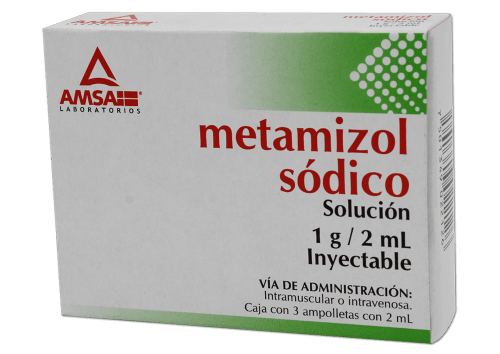 AMSA
LABORATORIOS
metamizol
sódico
Solución
1 g / 2 mL
Inyectable
VÍA DE ADMINISTRACIÓN:
Intramuscular o intravenosa.
Caja con 3 ampolletas con 2 mL